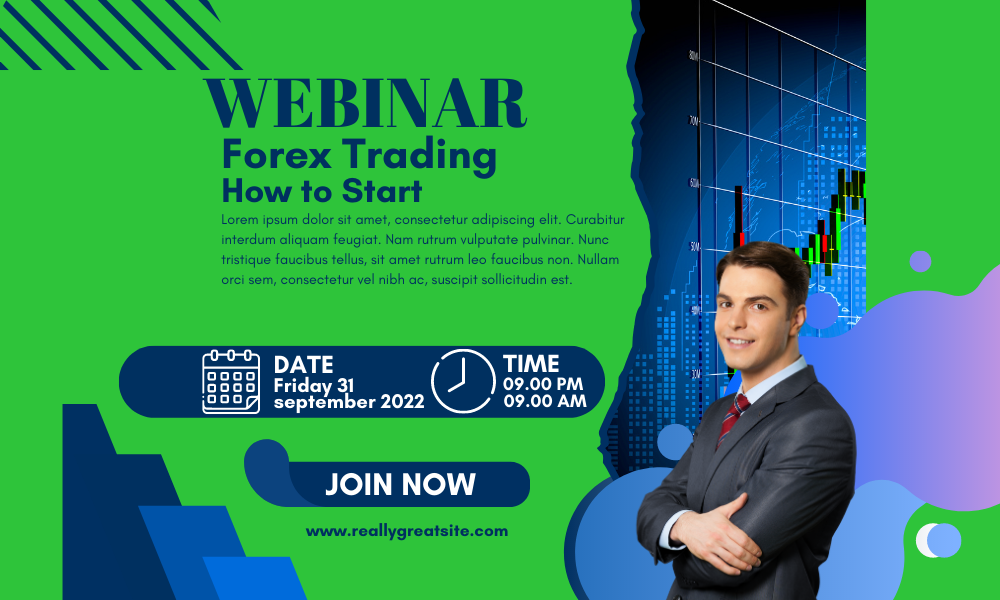 WEBINAR
Forex Trading
How to Start
Lorem ipsum dolor sit amet, consectetur adipiscing elit. Curabitur
interdum aliquam feugiat. Nam rutrum vulputate pulvinar. Nunc
tristique faucibus tellus, sit amet rutrum leo faucibus non. Nullam
orci sem, consectetur vel nibh ac, suscipit sollicitudin est.
DATE
Friday 31
september 2022
TIME
09.00 PM
09.00 AM
JOIN NOW
www.reallygreatsite.com